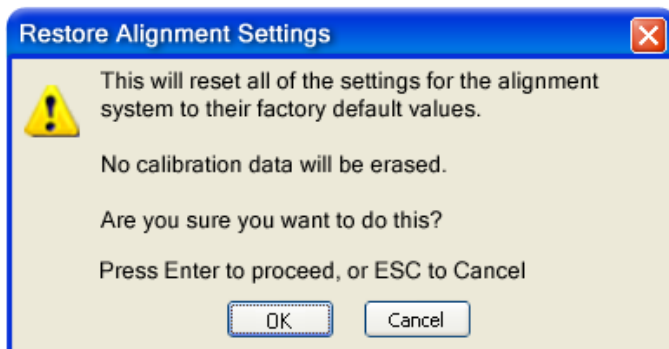 Restore Alignment Settings
This will reset all of the settings for the alignment
system to their factory default values.
No calibration data will be erased.
Are you sure you want to do this?
Press Enter to proceed, or ESC to Cancel
OK Cancel